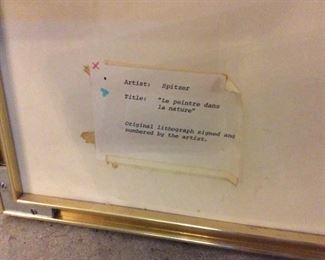 Artist: Spitzer
Title: "Le peintre dans
la nature"
Original lithograph signed and
numbered by the artist.